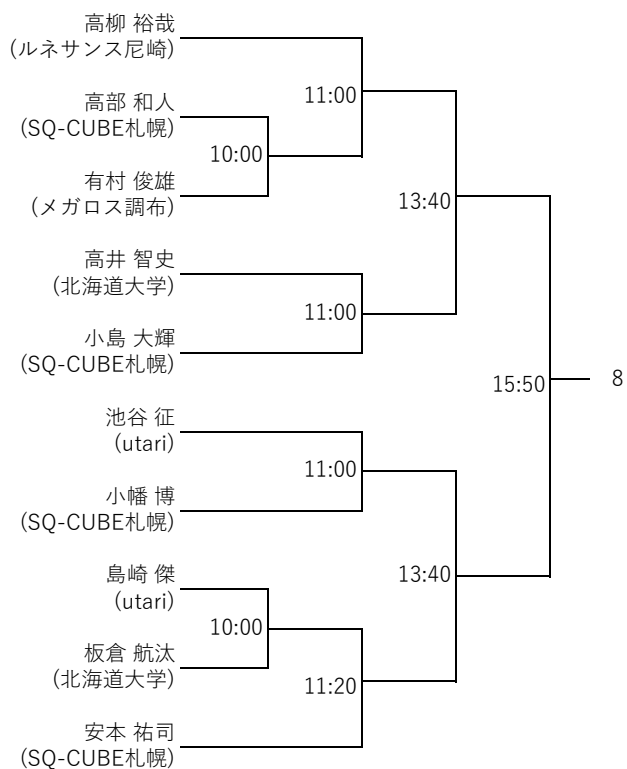 高柳 裕哉
(ルネサンス尼崎)
11:00
高部 和人
(SQ-CUBE札幌)
10:00
有村 俊雄
(メガロス調布)
13:40
高井 智史
(北海道大学)
11:00
小島 大輝
(SQ-CUBE札幌)
15:50
8
池谷 征
(utari)
11:00
小幡 博
(SQ-CUBE札幌)
13:40
島崎 傑
(utari)
10:00
板倉 航汰
(北海道大学)
11:20
安本 祐司
(SQ-CUBE札幌)